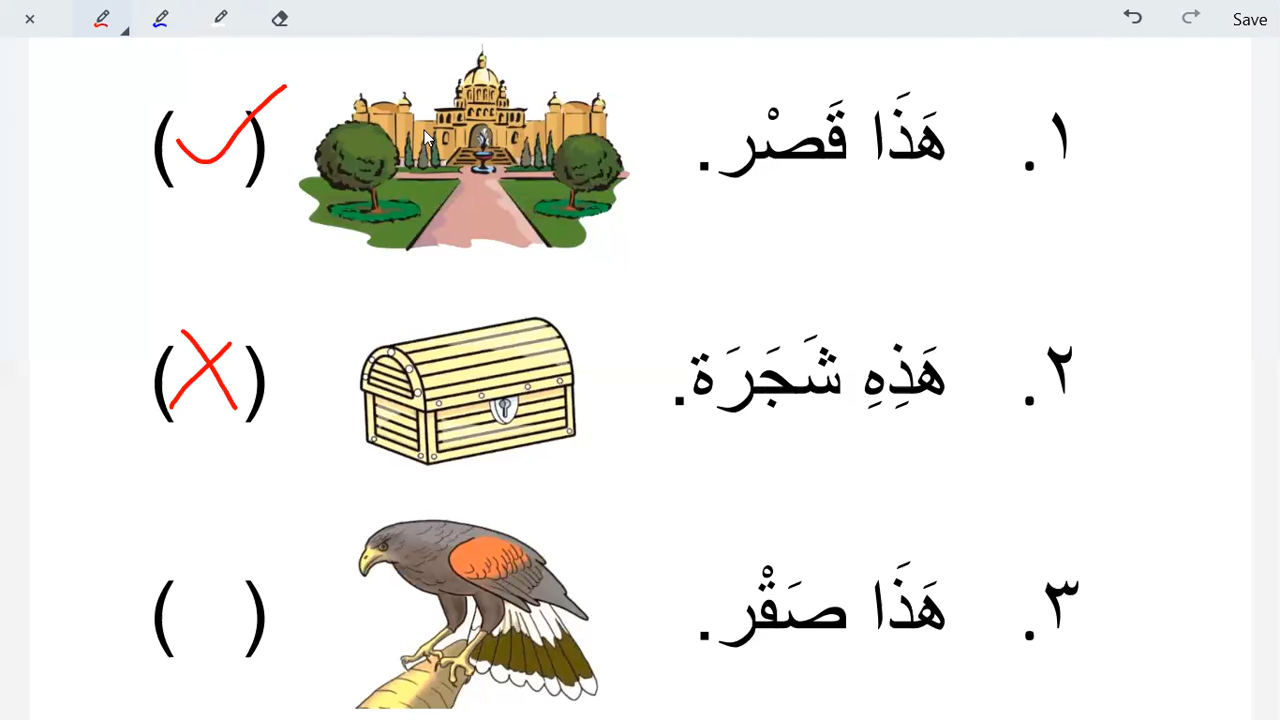 Save
١. هَذَا قَصْر. ( )
٢. هَذِهِ شَجَرَة. ( )
٣. هَذَا صَقْر. ( )